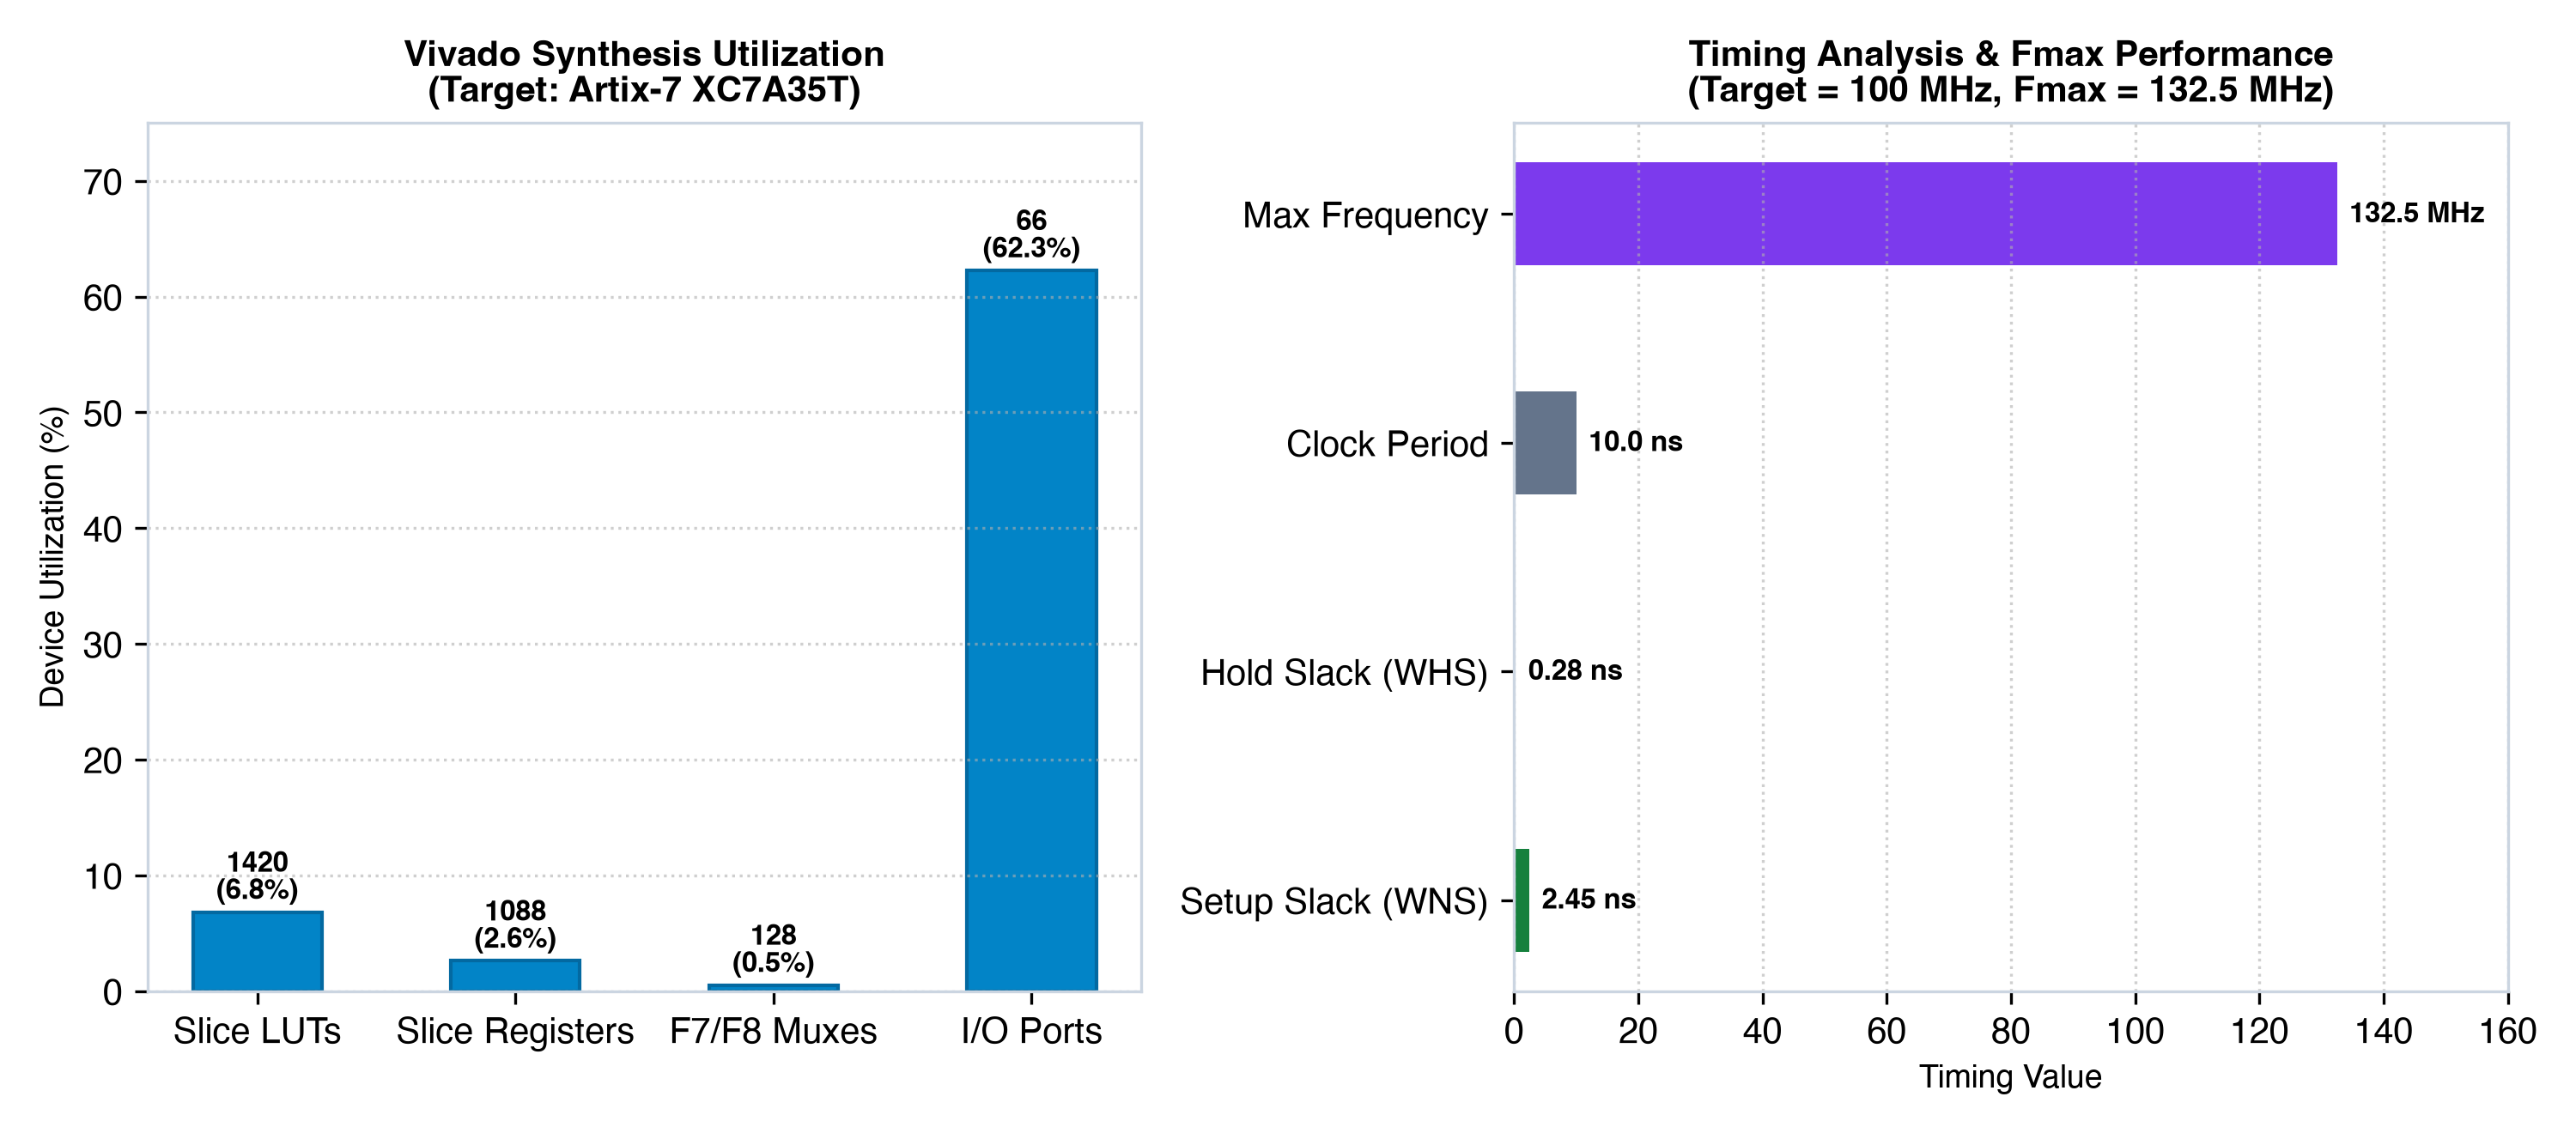 Vivado Synthesis Utilization
(Target: Artix-7 XC7A35T)
Device Utilization (%)
70
60
50
40
30
20
10
0
1420
(6.8%)
1088
(2.6%)
128
(0.5%)
66
(62.3%)
Slice LUTs
Slice Registers
F7/F8 Muxes
I/O Ports
Timing Analysis & Fmax Performance
(Target = 100 MHz, Fmax = 132.5 MHz)
Max Frequency
132.5 MHz
Clock Period
10.0 ns
Hold Slack (WHS)
0.28 ns
Setup Slack (WNS)
2.45 ns
0
20
40
60
80
100
120
140
160
Timing Value